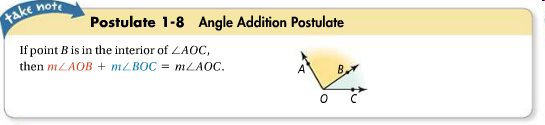 take note
Postulate 1-8 Angle Addition Postulate
If point B is in the interior of ∠AOC,
then m∠AOB + m∠BOC = m∠AOC.
A
B
O
C